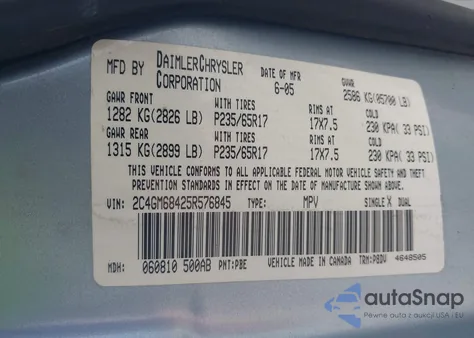 MFD BY DAIMLERCHRYSLER CORPORATION DATE OF MFR 6-05 GVWR 2586 KG(05700 LB)
GAWR FRONT WITH TIRES RIMS AT COLD
1282 KG(2826 LB) P235/65R17 17X7.5 230 KPA( 33 PSI)
GAWR REAR WITH TIRES RIMS AT COLD
1315 KG(2899 LB) P235/65R17 17X7.5 230 KPA( 33 PSI)
THIS VEHICLE CONFORMS TO ALL APPLICABLE FEDERAL MOTOR VEHICLE SAFETY AND THEFT
PREVENTION STANDARDS IN EFFECT ON THE DATE OF MANUFACTURE SHOWN ABOVE.
VIN: 2C4GM68425R576845 TYPE: MPV SINGLE X DUAL
MDH: 060810 500AB PNT:PBE VEHICLE MADE IN CANADA TRM:P8DV 4648505
autoSnap
Pewne auta z aukcji USA i EU